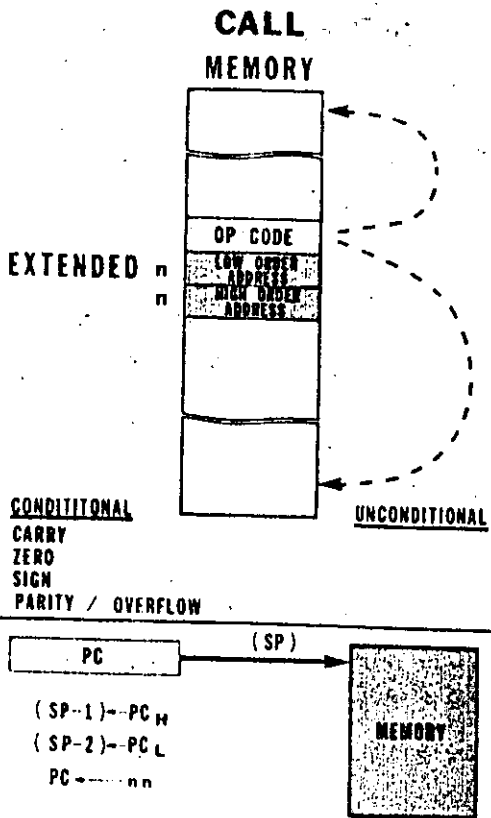 CALL
MEMORY
OP CODE
EXTENDED n
LOW ORDER
ADDRESS
n
HIGH ORDER
ADDRESS
CONDITITONAL
UNCONDITIONAL
CARRY
ZERO
SIGN
PARITY / OVERFLOW
PC
(SP)
MEMORY
(SP-1)←PC H
(SP-2)←PC L
PC ← nn